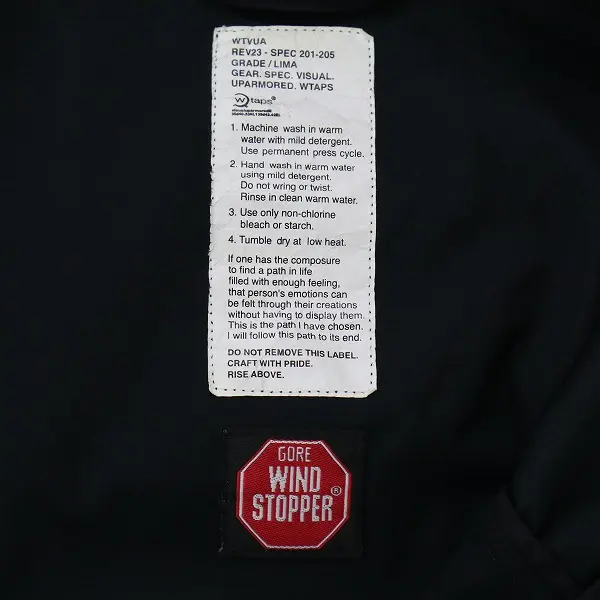 WTVUA
REV23 - SPEC 201-205
GRADE / LIMA
GEAR. SPEC. VISUAL.
UPARMORED. WTAPS
W taps®
1. Machine wash in warm
water with mild detergent.
Use permanent press cycle.
2. Hand wash in warm water
using mild detergent.
Do not wring or twist.
Rinse in clean warm water.
3. Use only non-chlorine
bleach or starch.
4. Tumble dry at low heat.
If one has the composure
to find a path in life
filled with enough feeling,
that person's emotions can
be felt through their creations
without having to display them.
This is the path I have chosen.
I will follow this path to its end.
DO NOT REMOVE THIS LABEL.
CRAFT WITH PRIDE.
RISE ABOVE.
GORE
WIND
STOPPER®